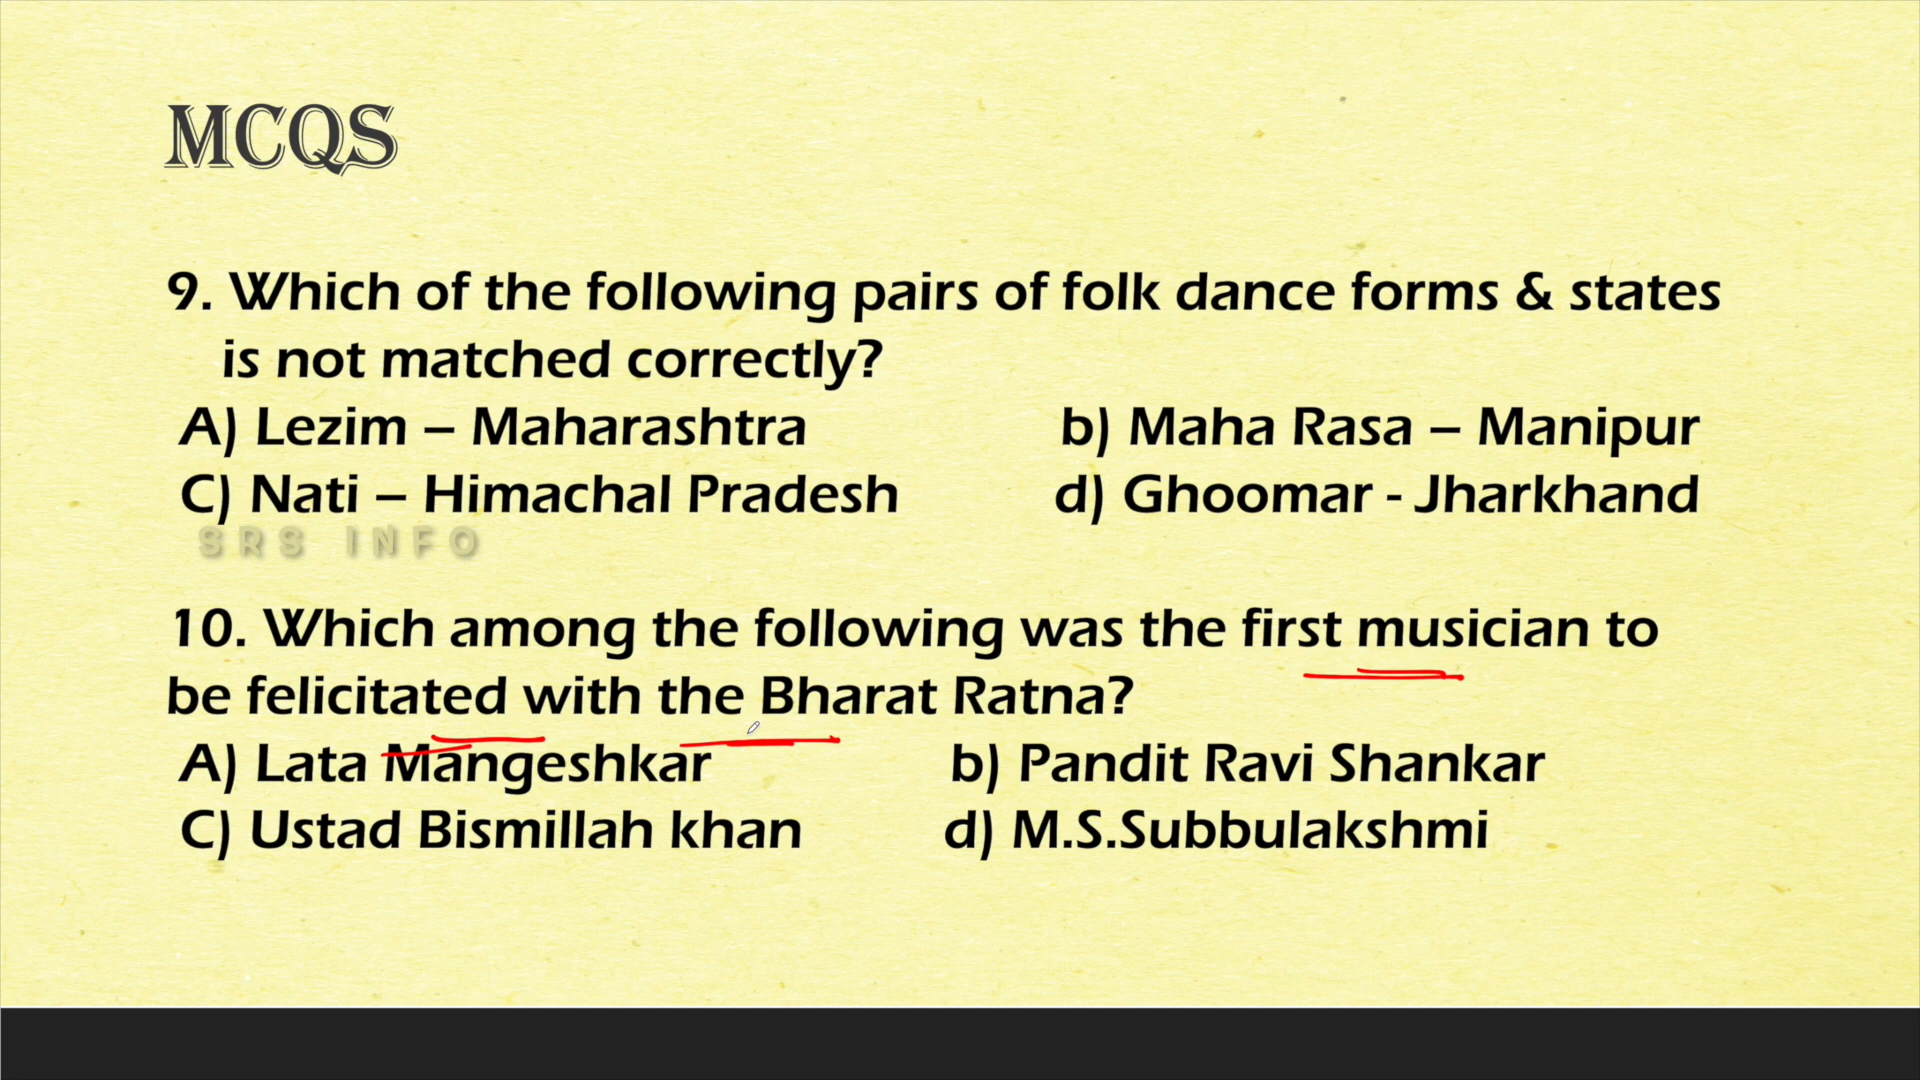 MCQS
9. Which of the following pairs of folk dance forms & states
is not matched correctly?
A) Lezim – Maharashtra b) Maha Rasa – Manipur
C) Nati – Himachal Pradesh d) Ghoomar - Jharkhand
SRS INFO
10. Which among the following was the first musician to
be felicitated with the Bharat Ratna?
A) Lata Mangeshkar b) Pandit Ravi Shankar
C) Ustad Bismillah khan d) M.S.Subbulakshmi